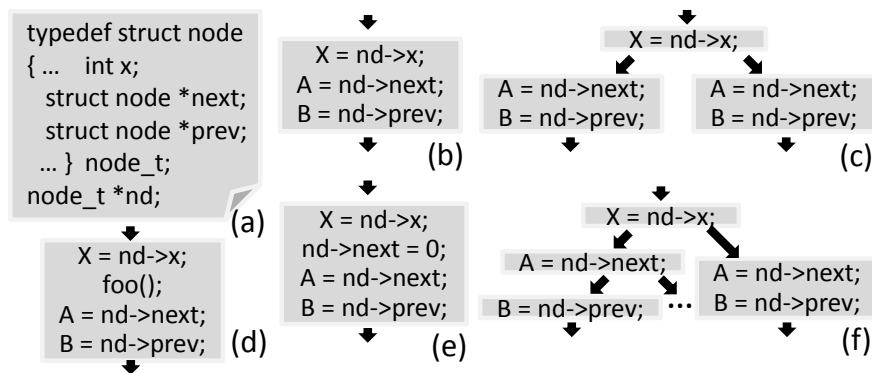 typedef struct node
{ ... int x;
struct node *next;
struct node *prev;
... } node_t;
node_t *nd;
(a)
X = nd->x;
A = nd->next;
B = nd->prev;
(b)
X = nd->x;
A = nd->next;
B = nd->prev;
A = nd->next;
B = nd->prev;
(c)
X = nd->x;
foo();
A = nd->next;
B = nd->prev;
(d)
X = nd->x;
nd->next = 0;
A = nd->next;
B = nd->prev;
(e)
X = nd->x;
A = nd->next;
B = nd->prev;
...
A = nd->next;
B = nd->prev;
(f)